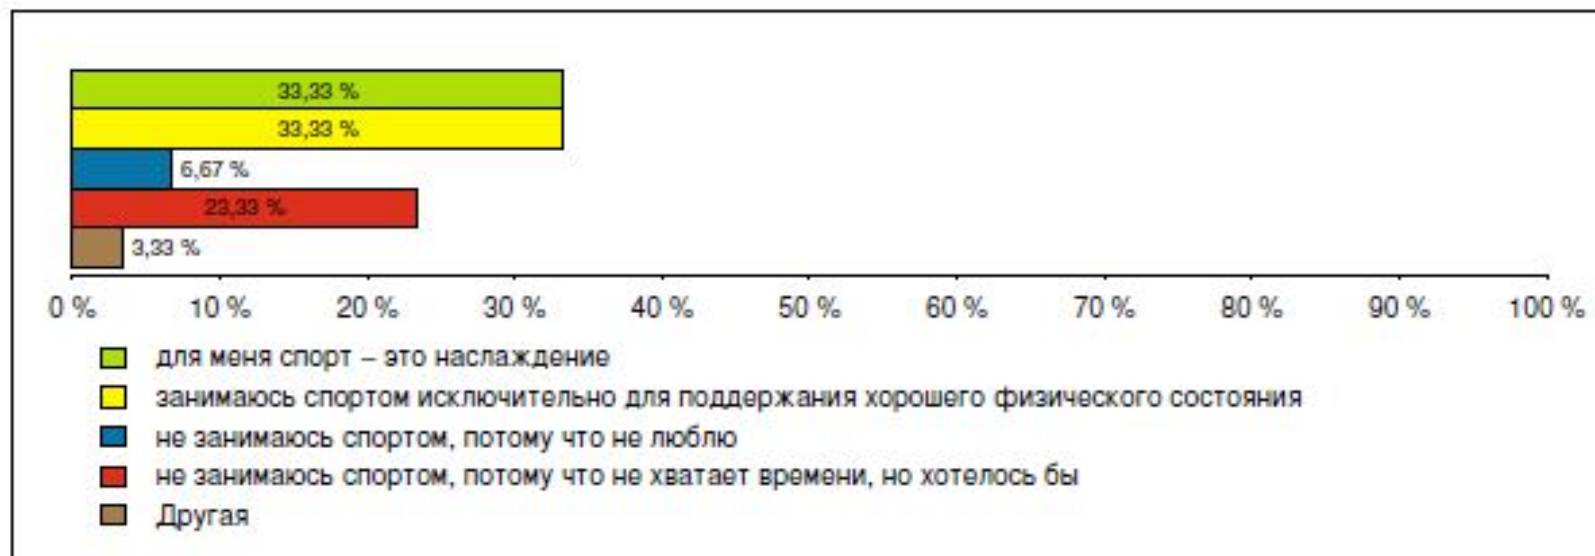 33,33 %
33,33 %
6,67 %
23,33 %
3,33 %
0 % 10 % 20 % 30 % 40 % 50 % 60 % 70 % 80 % 90 % 100 %
для меня спорт – это наслаждение
занимаюсь спортом исключительно для поддержания хорошего физического состояния
не занимаюсь спортом, потому что не люблю
не занимаюсь спортом, потому что не хватает времени, но хотелось бы
Другая